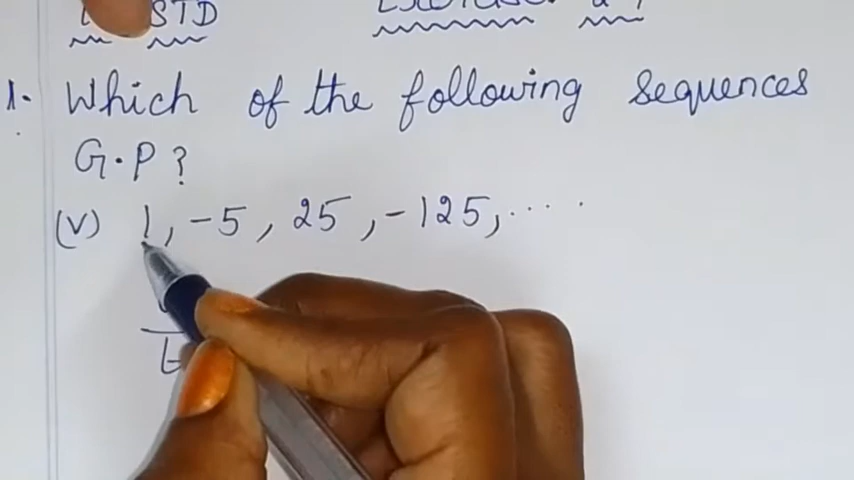 STD
1. Which of the following sequences
G.P?
(v) 1, -5, 25, -125, .....
t